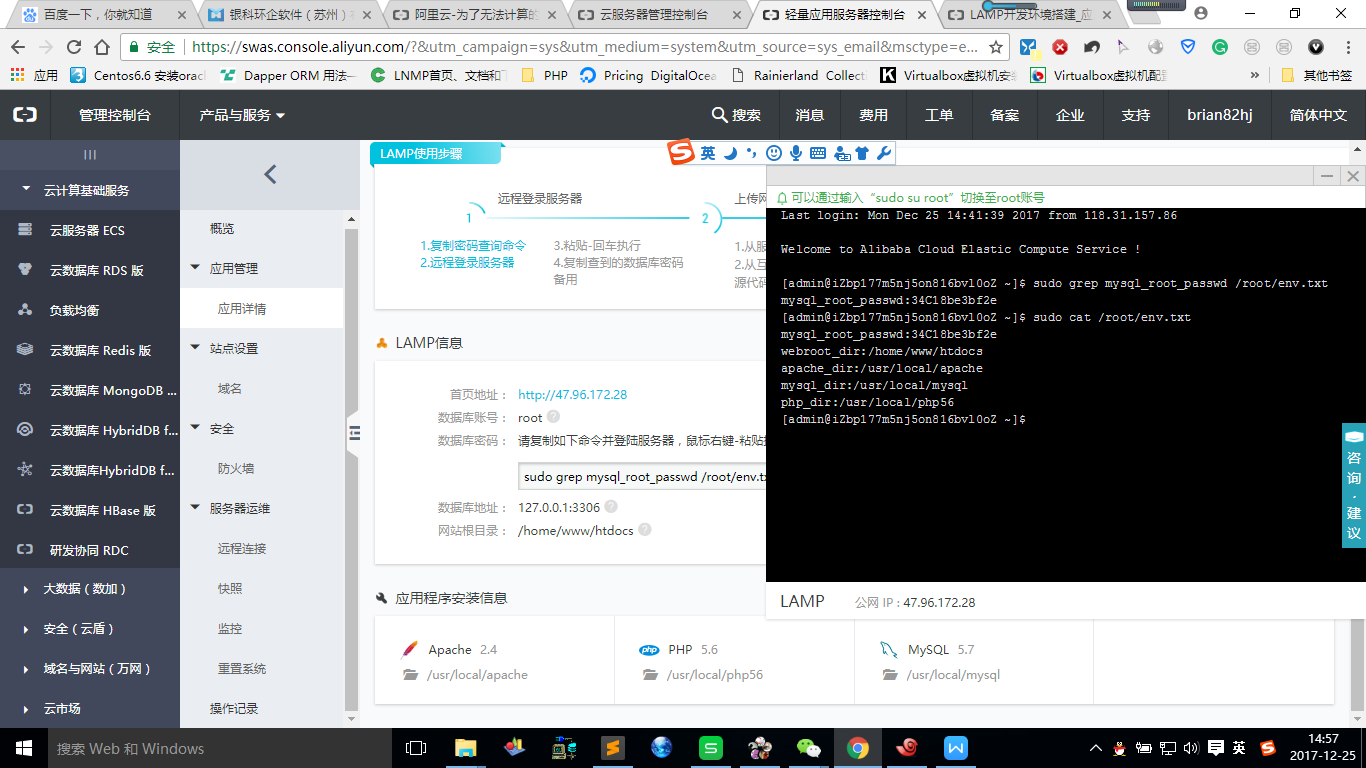 百度一下，你就知道
银科环企软件（苏州）
阿里云-为了无法计算的
云服务器管理控制台
轻量应用服务器控制台
LAMP开发环境搭建_应
安全
https://swas.console.aliyun.com/?&utm_campaign=sys&utm_medium=system&utm_source=sys_email&msctype=e...
应用
Centos6.6 安装orac
Dapper ORM 用法—
LNMP首页、文档和下
PHP
Pricing DigitalOcea
Rainierland Collect
Virtualbox虚拟机安
Virtualbox虚拟机配置
»
其他书签
管理控制台
产品与服务
搜索
消息
费用
工单
备案
企业
支持
brian82hj
简体中文
云计算基础服务
云服务器 ECS
云数据库 RDS 版
负载均衡
云数据库 Redis 版
云数据库 MongoDB ...
云数据库 HybridDB f...
云数据库HybridDB f...
云数据库 HBase 版
研发协同 RDC
大数据（数加）
安全（云盾）
域名与网站（万网）
云市场
概览
应用管理
应用详情
站点设置
域名
安全
防火墙
服务器运维
远程连接
快照
监控
重置系统
操作记录
LAMP使用步骤
英
1
远程登录服务器
2
上传网
1.复制密码查询命令
2.远程登录服务器
3.粘贴-回车执行
4.复制查到的数据库密码
备用
1.从服
2.从互
源代码
LAMP信息
首页地址： http://47.96.172.28
数据库账号： root
数据库密码： 请复制如下命令并登陆服务器，鼠标右键-粘贴
sudo grep mysql_root_passwd /root/env.tx
数据库地址： 127.0.0.1:3306
网站根目录： /home/www/htdocs
应用程序安装信息
Apache 2.4
/usr/local/apache
PHP 5.6
/usr/local/php56
MySQL 5.7
/usr/local/mysql
可以通过输入“sudo su root”切换至root账号
Last login: Mon Dec 25 14:41:39 2017 from 118.31.157.86
Welcome to Alibaba Cloud Elastic Compute Service !
[admin@iZbp177m5nj5on816bvl0oZ ~]$ sudo grep mysql_root_passwd /root/env.txt
mysql_root_passwd:34C18be3bf2e
[admin@iZbp177m5nj5on816bvl0oZ ~]$ sudo cat /root/env.txt
mysql_root_passwd:34C18be3bf2e
webroot_dir:/home/www/htdocs
apache_dir:/usr/local/apache
mysql_dir:/usr/local/mysql
php_dir:/usr/local/php56
[admin@iZbp177m5nj5on816bvl0oZ ~]$
LAMP 公网 IP : 47.96.172.28
咨询·建议
搜索 Web 和 Windows
英
14:57
2017-12-25